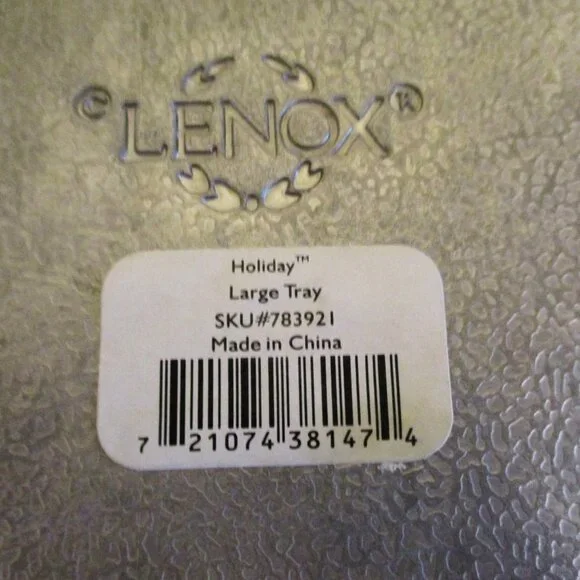 © LENOX ®
Holiday™
Large Tray
SKU#783921
Made in China
7 21074 38147 4